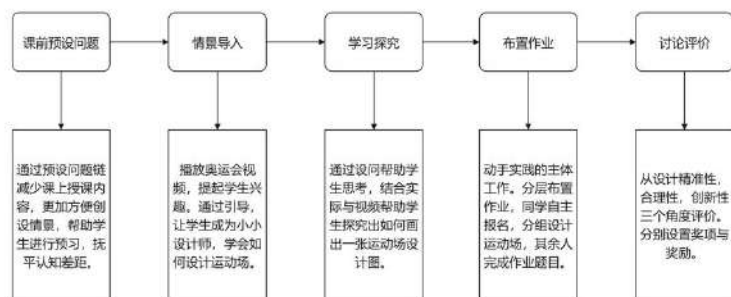 课前预设问题
情景导入
学习探究
布置作业
讨论评价
通过预设问题链
减少课上授课内
容，更加方便创
设情景，帮助学
生进行预习，抚
平认知差距。
播放奥运会视
频，提起学生兴
趣。通过引导，
让学生成为小小
设计师，学会如
何设计运动场。
通过设问帮助学
生思考，结合实
际与视频帮助学
生探究出如何画
出一张运动场设
计图。
动手实践的主体
工作。分层布置
作业，同学自主
报名，分组设计
运动场，其余人
完成作业题目。
从设计精准性，
合理性，创新性
三个角度评价。
分别设置奖项与
奖励。